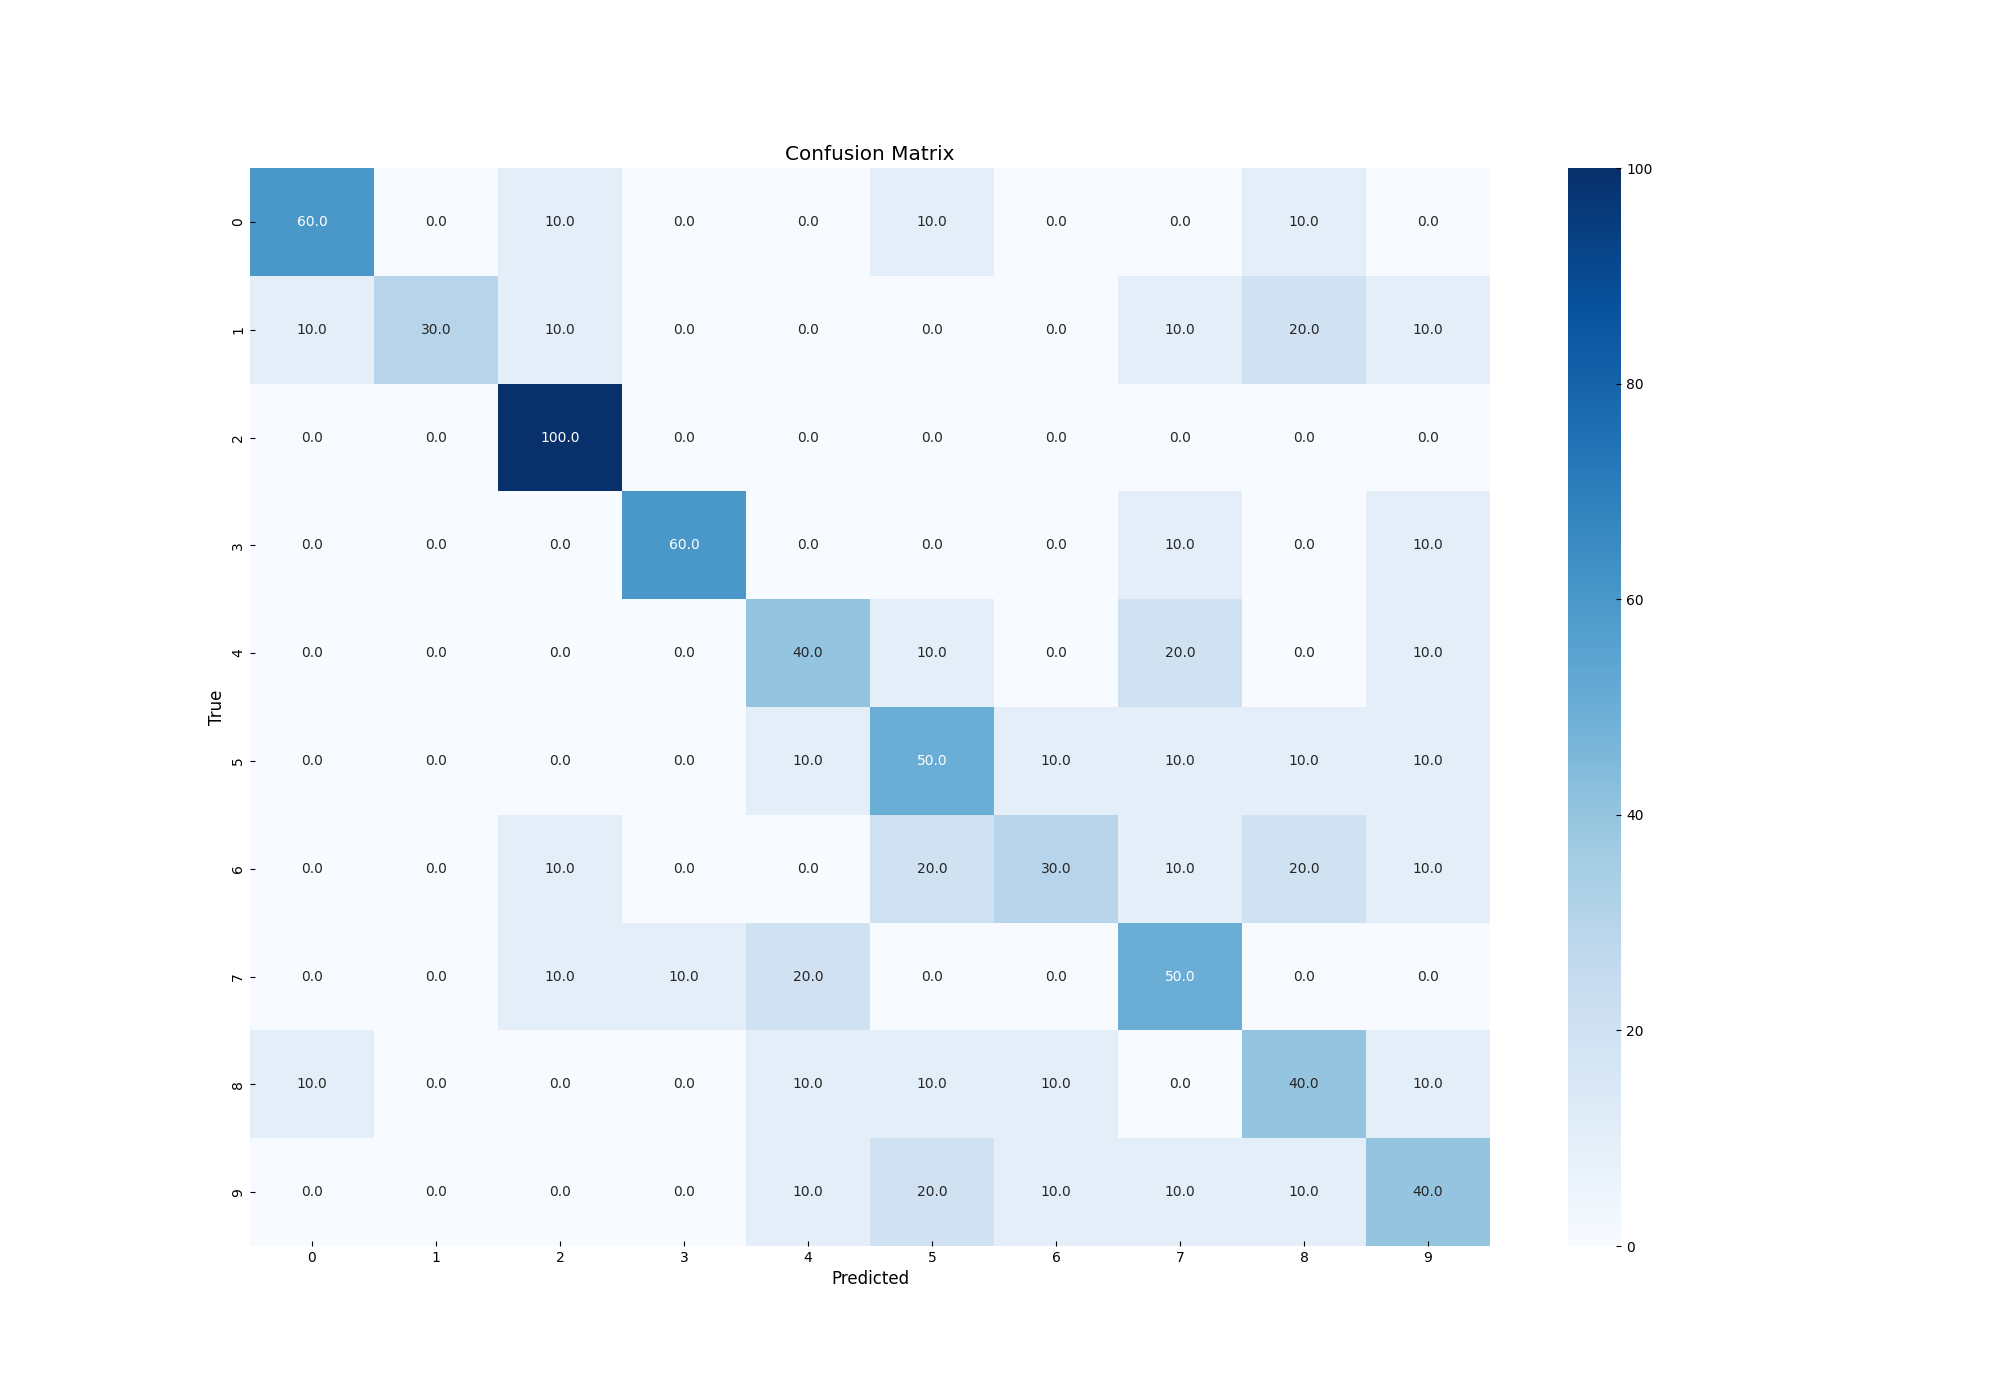 Confusion Matrix
0 60.0 0.0 10.0 0.0 0.0 10.0 0.0 0.0 10.0 0.0
1 10.0 30.0 10.0 0.0 0.0 0.0 0.0 10.0 20.0 10.0
2 0.0 0.0 100.0 0.0 0.0 0.0 0.0 0.0 0.0 0.0
3 0.0 0.0 0.0 60.0 0.0 0.0 0.0 10.0 0.0 10.0
4 0.0 0.0 0.0 0.0 40.0 10.0 0.0 20.0 0.0 10.0
True
5 0.0 0.0 0.0 0.0 10.0 50.0 10.0 10.0 10.0 10.0
6 0.0 0.0 10.0 0.0 0.0 20.0 30.0 10.0 20.0 10.0
7 0.0 0.0 10.0 10.0 20.0 0.0 0.0 50.0 0.0 0.0
8 10.0 0.0 0.0 0.0 10.0 10.0 10.0 0.0 40.0 10.0
9 0.0 0.0 0.0 0.0 10.0 20.0 10.0 10.0 10.0 40.0
0 1 2 3 4 5 6 7 8 9
Predicted
100
80
60
40
20
0